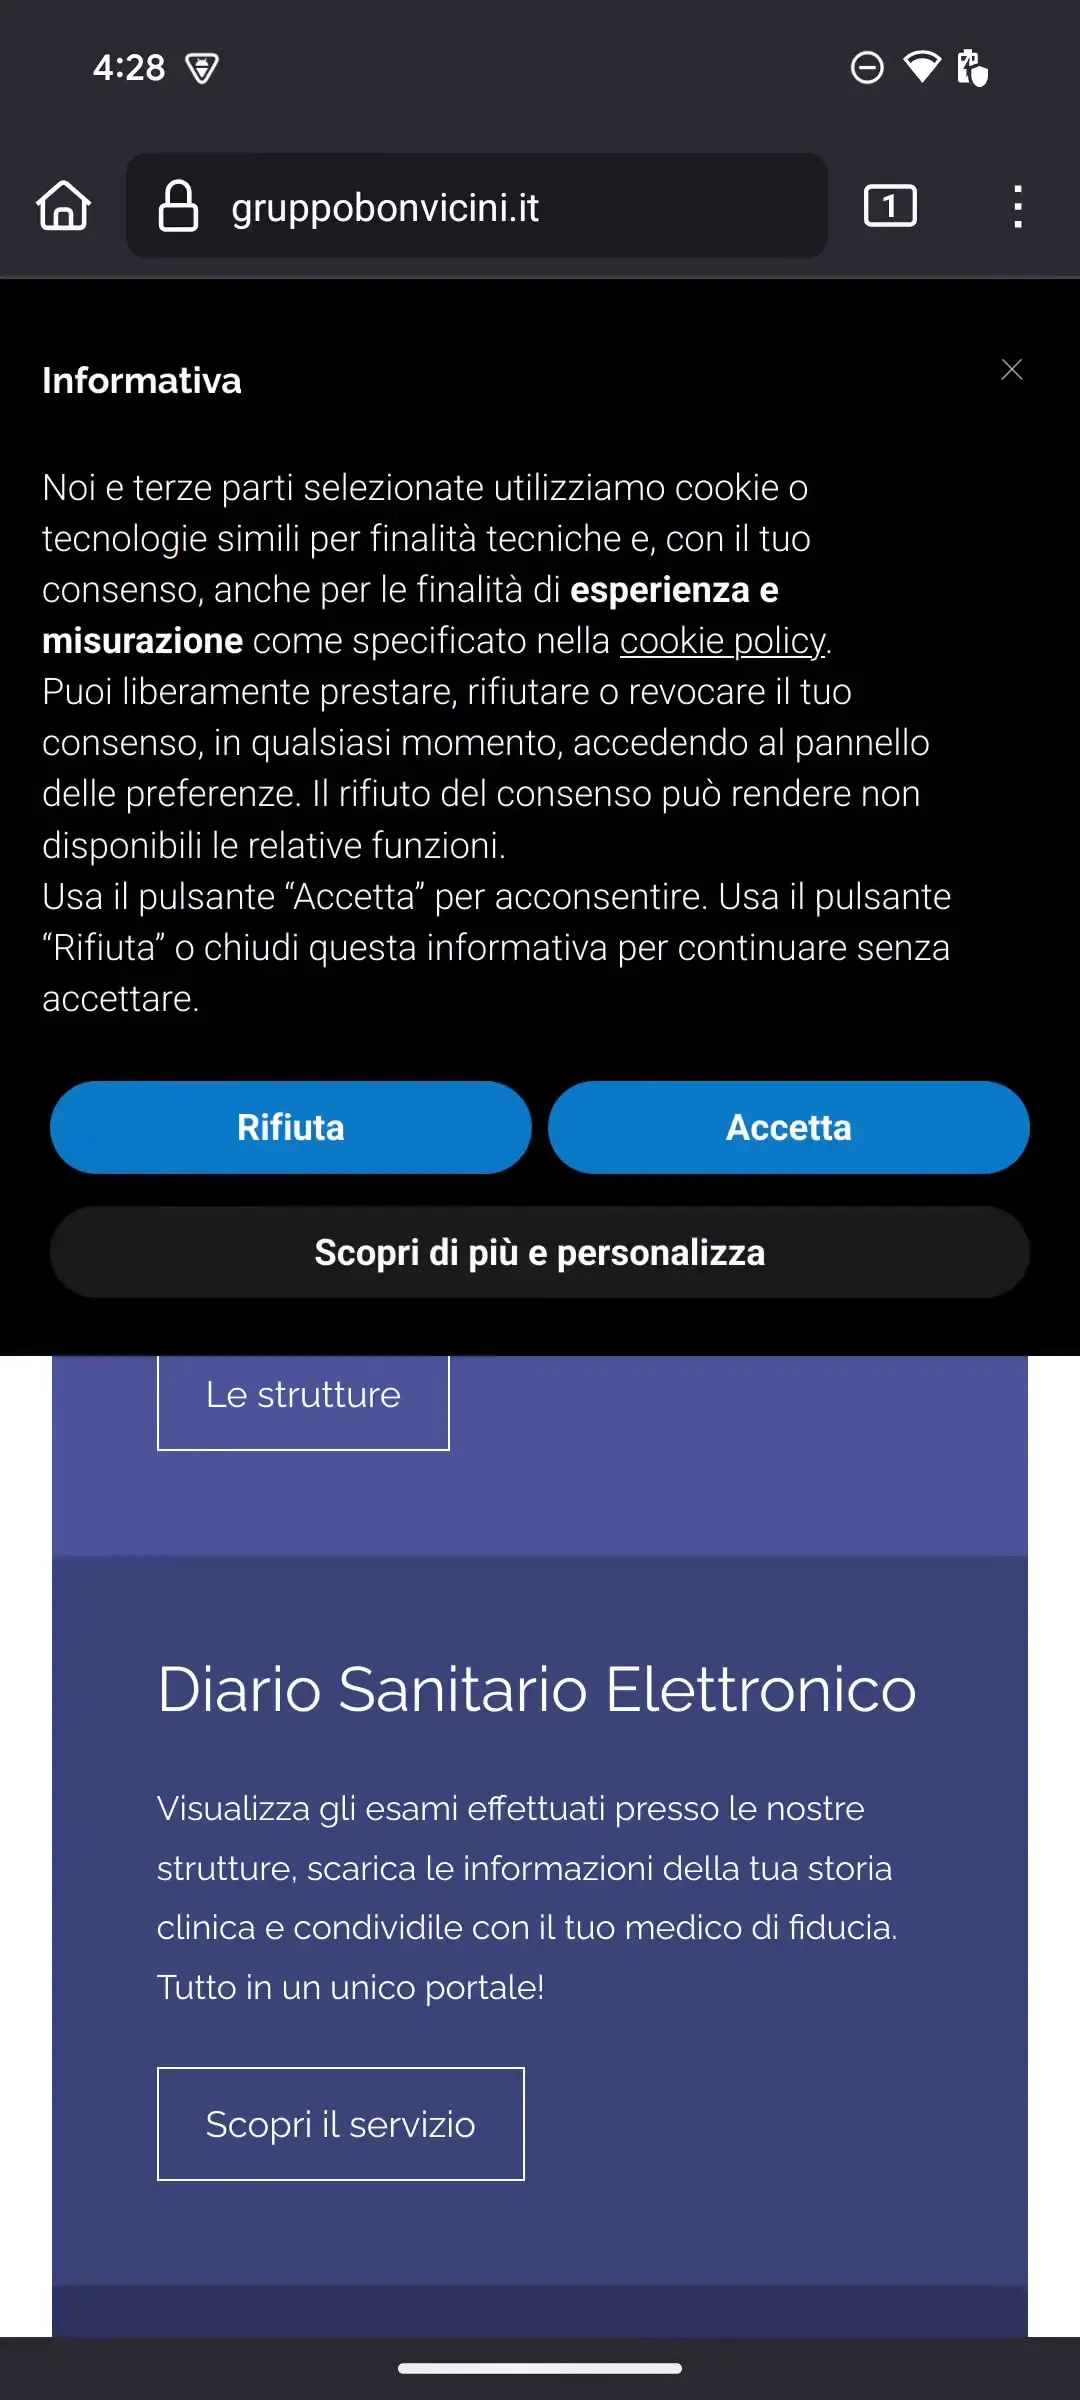 4:28
gruppobonvicini.it
1
Informativa
Noi e terze parti selezionate utilizziamo cookie o
tecnologie simili per finalità tecniche e, con il tuo
consenso, anche per le finalità di esperienza e
misurazione come specificato nella cookie policy.
Puoi liberamente prestare, rifiutare o revocare il tuo
consenso, in qualsiasi momento, accedendo al pannello
delle preferenze. Il rifiuto del consenso può rendere non
disponibili le relative funzioni.
Usa il pulsante “Accetta” per acconsentire. Usa il pulsante
“Rifiuta” o chiudi questa informativa per continuare senza
accettare.
Rifiuta
Accetta
Scopri di più e personalizza
Le strutture
Diario Sanitario Elettronico
Visualizza gli esami effettuati presso le nostre
strutture, scarica le informazioni della tua storia
clinica e condividile con il tuo medico di fiducia.
Tutto in un unico portale!
Scopri il servizio